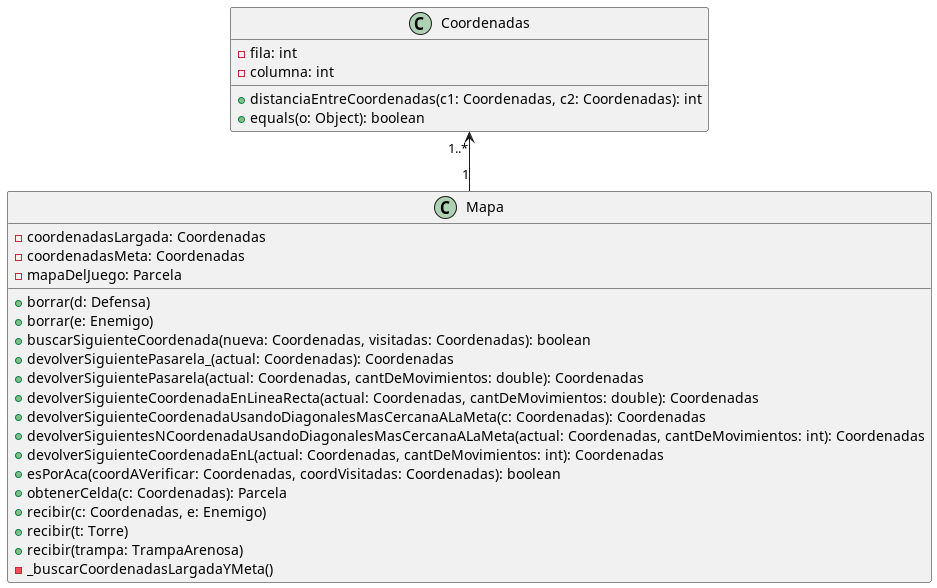 C Coordenadas
fila: int
columna: int
distanciaEntreCoordenadas(c1: Coordenadas, c2: Coordenadas): int
equals(o: Object): boolean
1..*
1
C Mapa
coordenadasLargada: Coordenadas
coordenadasMeta: Coordenadas
mapaDelJuego: Parcela
borrar(d: Defensa)
borrar(e: Enemigo)
buscarSiguienteCoordenada(nueva: Coordenadas, visitadas: Coordenadas): boolean
devolverSiguientePasarela_(actual: Coordenadas): Coordenadas
devolverSiguientePasarela(actual: Coordenadas, cantDeMovimientos: double): Coordenadas
devolverSiguienteCoordenadaEnLineaRecta(actual: Coordenadas, cantDeMovimientos: double): Coordenadas
devolverSiguienteCoordenadaUsandoDiagonalesMasCercanaALaMeta(c: Coordenadas): Coordenadas
devolverSiguientesNCoordenadaUsandoDiagonalesMasCercanaALaMeta(actual: Coordenadas, cantDeMovimientos: int): Coordenadas
devolverSiguienteCoordenadaEnL(actual: Coordenadas, cantDeMovimientos: int): Coordenadas
esPorAca(coordAVerificar: Coordenadas, coordVisitadas: Coordenadas): boolean
obtenerCelda(c: Coordenadas): Parcela
recibir(c: Coordenadas, e: Enemigo)
recibir(t: Torre)
recibir(trampa: TrampaArenosa)
_buscarCoordenadasLargadaYMeta()